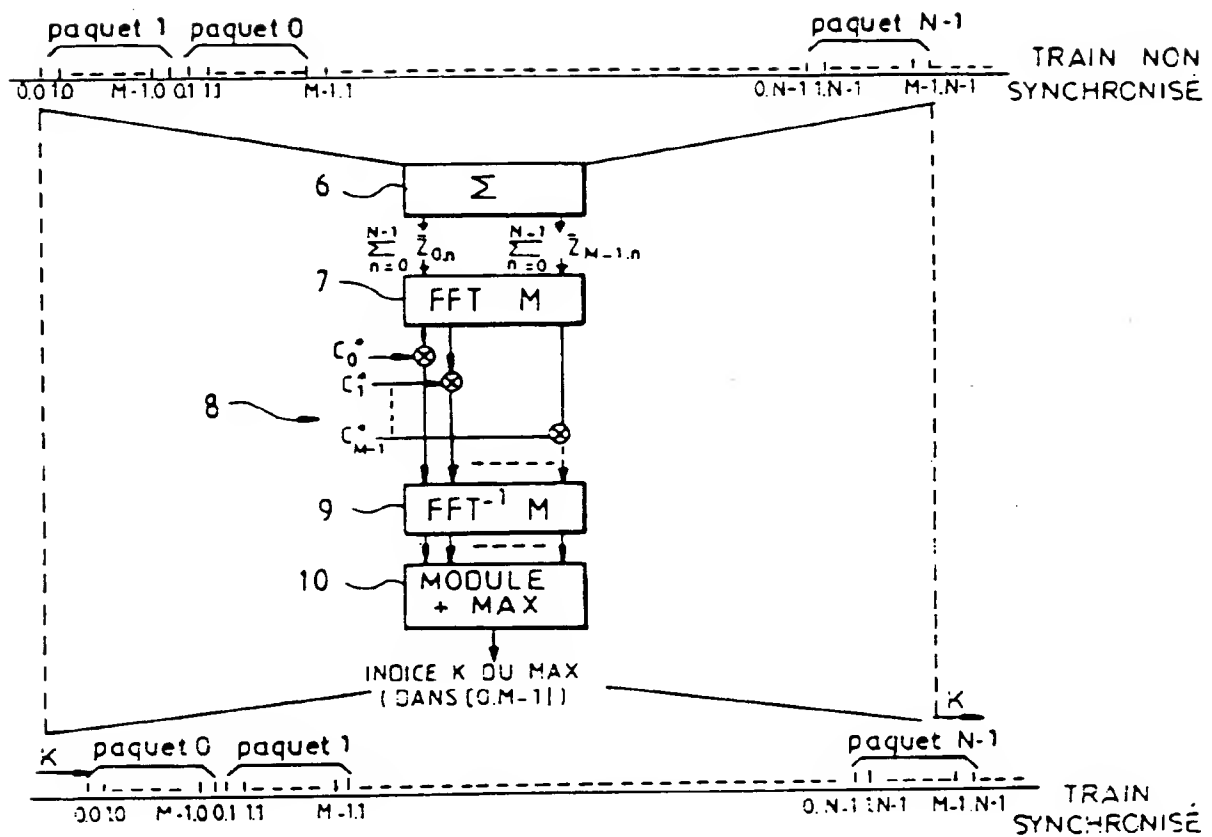 paquet 1 paquet 0 paquet N-1
TRAIN NON
SYNCHRONISÉ
0,0 1,0 M-1,0 0,1 1,1 M-1,1 0,N-1 1,N-1 M-1,N-1
6 Σ
N-1 Σ n=0 Z̄0,n N-1 Σ n=0 Z̄M-1,n
7 FFT M
C0*
C1*
8
C*M-1
9 FFT-1 M
10 MODULE
+ MAX
INDICE K DU MAX
(DANS [0,M-1])
K
K
paquet 0 paquet 1 paquet N-1
0,0 1,0 M-1,0 0,1 1,1 M-1,1 0,N-1 1,N-1 M-1,N-1
TRAIN
SYNCHRONISÉ